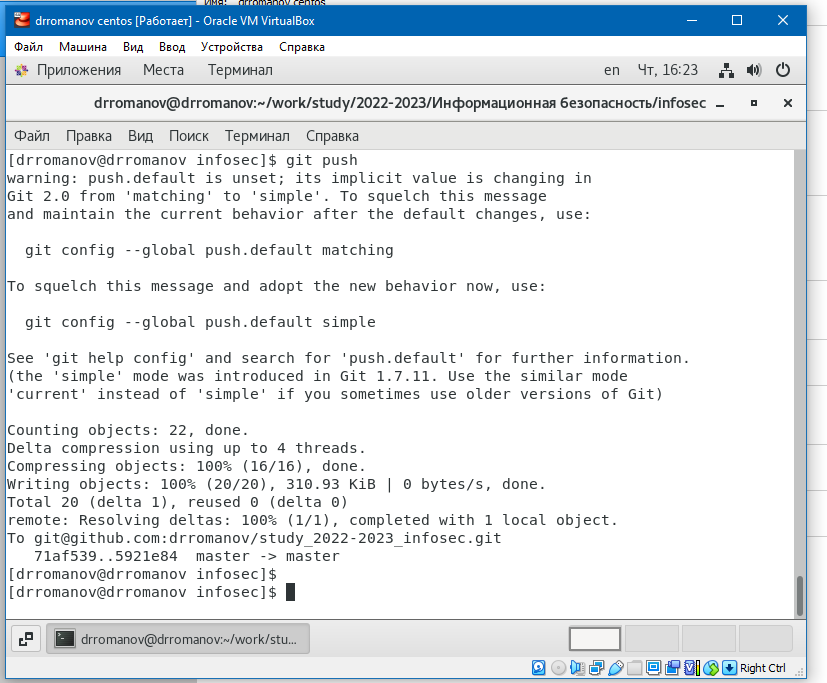 Имя: drromanov centos
drromanov centos [Работает] - Oracle VM VirtualBox
Файл Машина Вид Ввод Устройства Справка
Приложения Места Терминал en Чт, 16:23
drromanov@drromanov:~/work/study/2022-2023/Информационная безопасность/infosec
Файл Правка Вид Поиск Терминал Справка
[drromanov@drromanov infosec]$ git push
warning: push.default is unset; its implicit value is changing in
Git 2.0 from 'matching' to 'simple'. To squelch this message
and maintain the current behavior after the default changes, use:
git config --global push.default matching
To squelch this message and adopt the new behavior now, use:
git config --global push.default simple
See 'git help config' and search for 'push.default' for further information.
(the 'simple' mode was introduced in Git 1.7.11. Use the similar mode
'current' instead of 'simple' if you sometimes use older versions of Git)
Counting objects: 22, done.
Delta compression using up to 4 threads.
Compressing objects: 100% (16/16), done.
Writing objects: 100% (20/20), 310.93 KiB | 0 bytes/s, done.
Total 20 (delta 1), reused 0 (delta 0)
remote: Resolving deltas: 100% (1/1), completed with 1 local object.
To git@github.com:drromanov/study_2022-2023_infosec.git
71af539..5921e84 master -> master
[drromanov@drromanov infosec]$
[drromanov@drromanov infosec]$
drromanov@drromanov:~/work/stu...
Right Ctrl